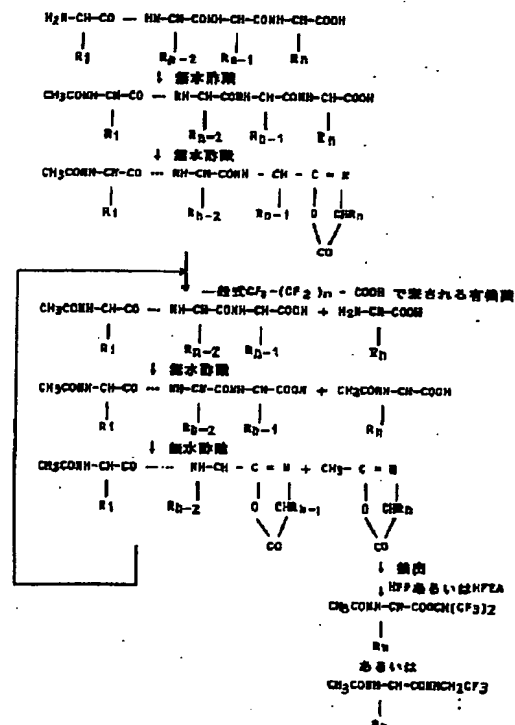 H₂N-CH-CO — HN-CH-CONH-CH-CONH-CH-COOH
R1 Rn-2 Rn-1 Rn
↓ 無水酢酸
CH₃CONH-CH-CO — NH-CH-CONH-CH-CONH-CH-COOH
R1 Rn-2 Rn-1 Rn
↓ 無水酢酸
CH₃CONH-CH-CO … NH-CH-CONH - CH - C = N
R1 Rn-2 Rn-1 O CHRn
CO
↓ 一般式CF₃-(CF₂)n - COOH で表される有機酸
CH₃CONH-CH-CO — NH-CH-CONH-CH-COOH + H₂N-CH-COOH
R1 Rn-2 Rn-1 Rn
↓ 無水酢酸
CH₃CONH-CH-CO … NH-CH-CONH-CH-COOH + CH₃CONH-CH-COOH
R1 Rn-2 Rn-1 Rn
↓ 無水酢酸
CH₃CONH-CH-CO … NH-CH - C = N + CH₃- C = N
R1 Rn-2 O CHRn-1 O CHRn
CO CO
↓ 抽出
↓ HFPあるいはHFEA
CH₃CONH-CH-COOCH(CF₃)2
Rn
あるいは
CH₃CONH-CH-CONHCH₂CF₃
Rn